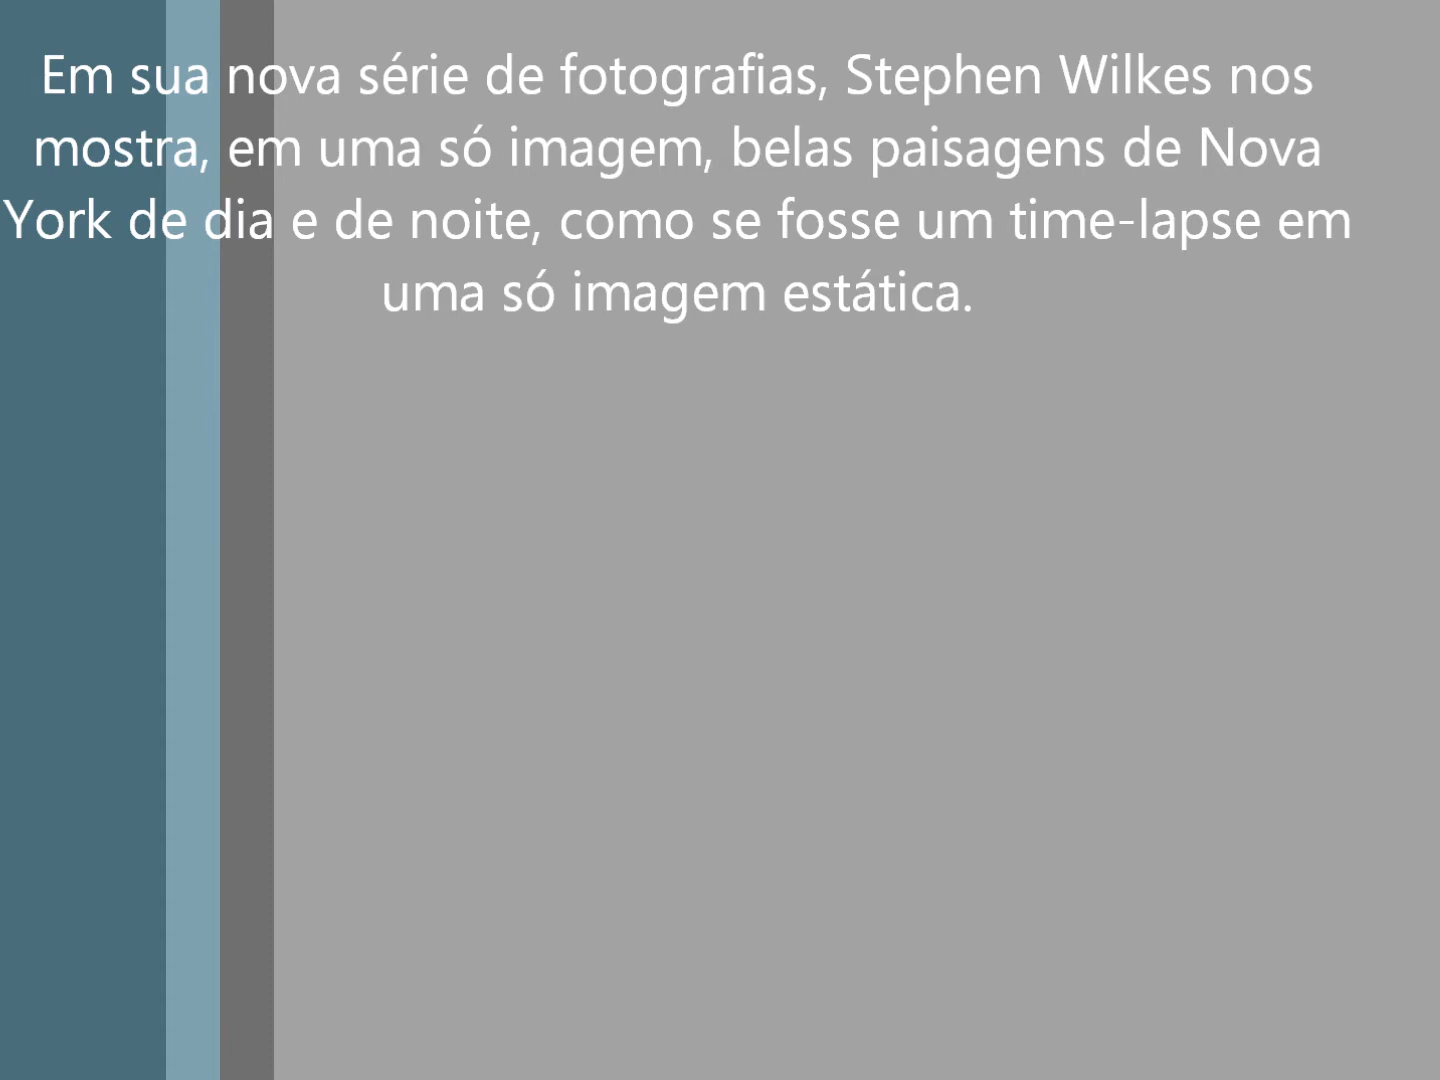 Em sua nova série de fotografias, Stephen Wilkes nos
mostra, em uma só imagem, belas paisagens de Nova
York de dia e de noite, como se fosse um time-lapse em
uma só imagem estática.